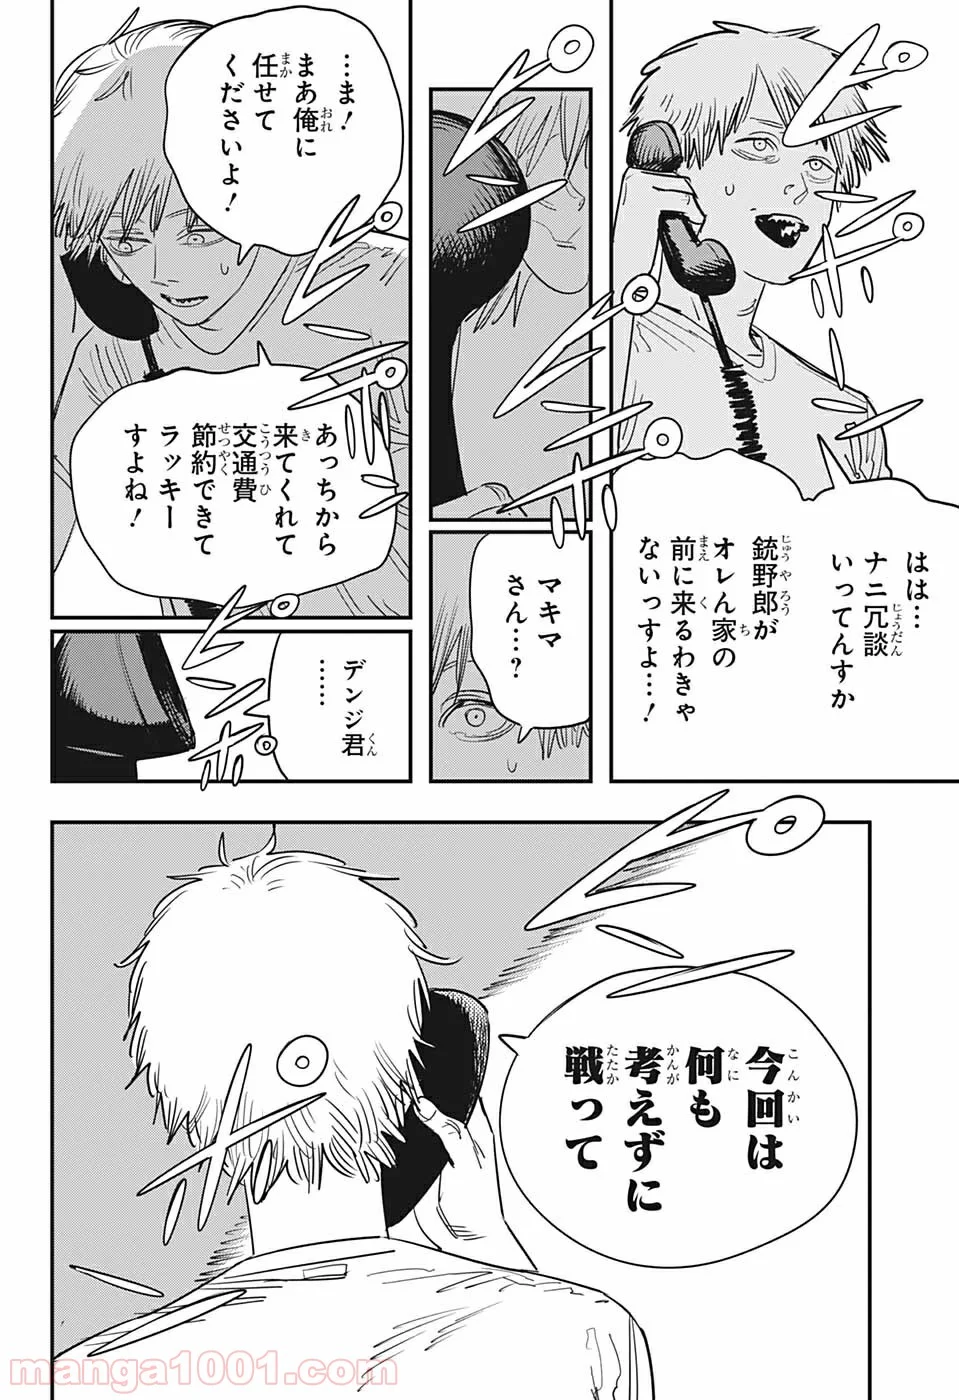 はは…
ナニ冗談
いってんすか
銃野郎が
オレん家の
前に来るわきゃ
ないっすよ…!
…ま!
まあ俺に
任せて
くださいよ!
あっちから
来てくれて
交通費
節約できて
ラッキー
すよね!
マキマ
さん…?
デンジ君
……
今回は
何も
考えずに
戦って
manga1001.com